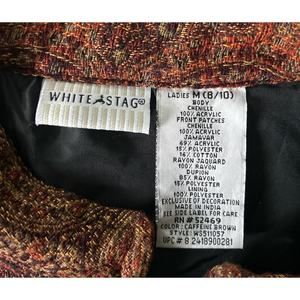 WHITE STAG®
LADIES M (8/10)
BODY
CHENILLE
100% ACRYLIC
FRONT PATCHES
CHENILLE
100% ACRYLIC
JAMAVAR
69% ACRYLIC
15% POLYESTER
16% COTTON
RAYON JAQUARD
100% RAYON
DUPION
85% RAYON
15% POLYESTER
LINING
100% POLYESTER
EXCLUSIVE OF DECORATION
MADE IN INDIA
SEE SIDE LABEL FOR CARE
RN # 52469
COLOR: CAFFEINE BROWN
STYLE: WS311057
UPC # 8 2418900281